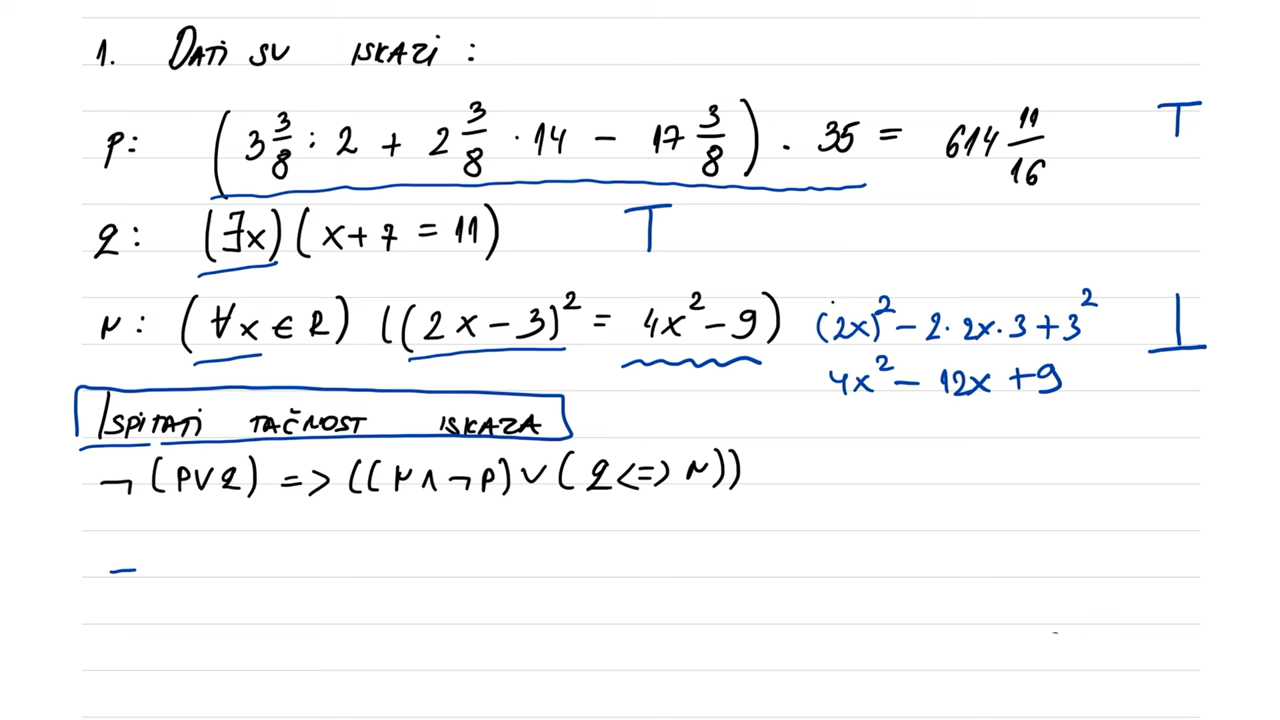 1. DATI SU ISKAZI :
p: (3 3/8 : 2 + 2 3/8 · 14 − 17 3/8) · 35 = 614 11/16 T
q: (∃x)(x+7 = 11) T
r: (∀x ∈ R) ((2x − 3)² = 4x² − 9) (2x)² − 2·2x·3 + 3² ⊥
4x² − 12x + 9
ISPITATI TAČNOST ISKAZA
¬ (p∨q) => ((r ∧ ¬p) ∨ (q <=> r))
–